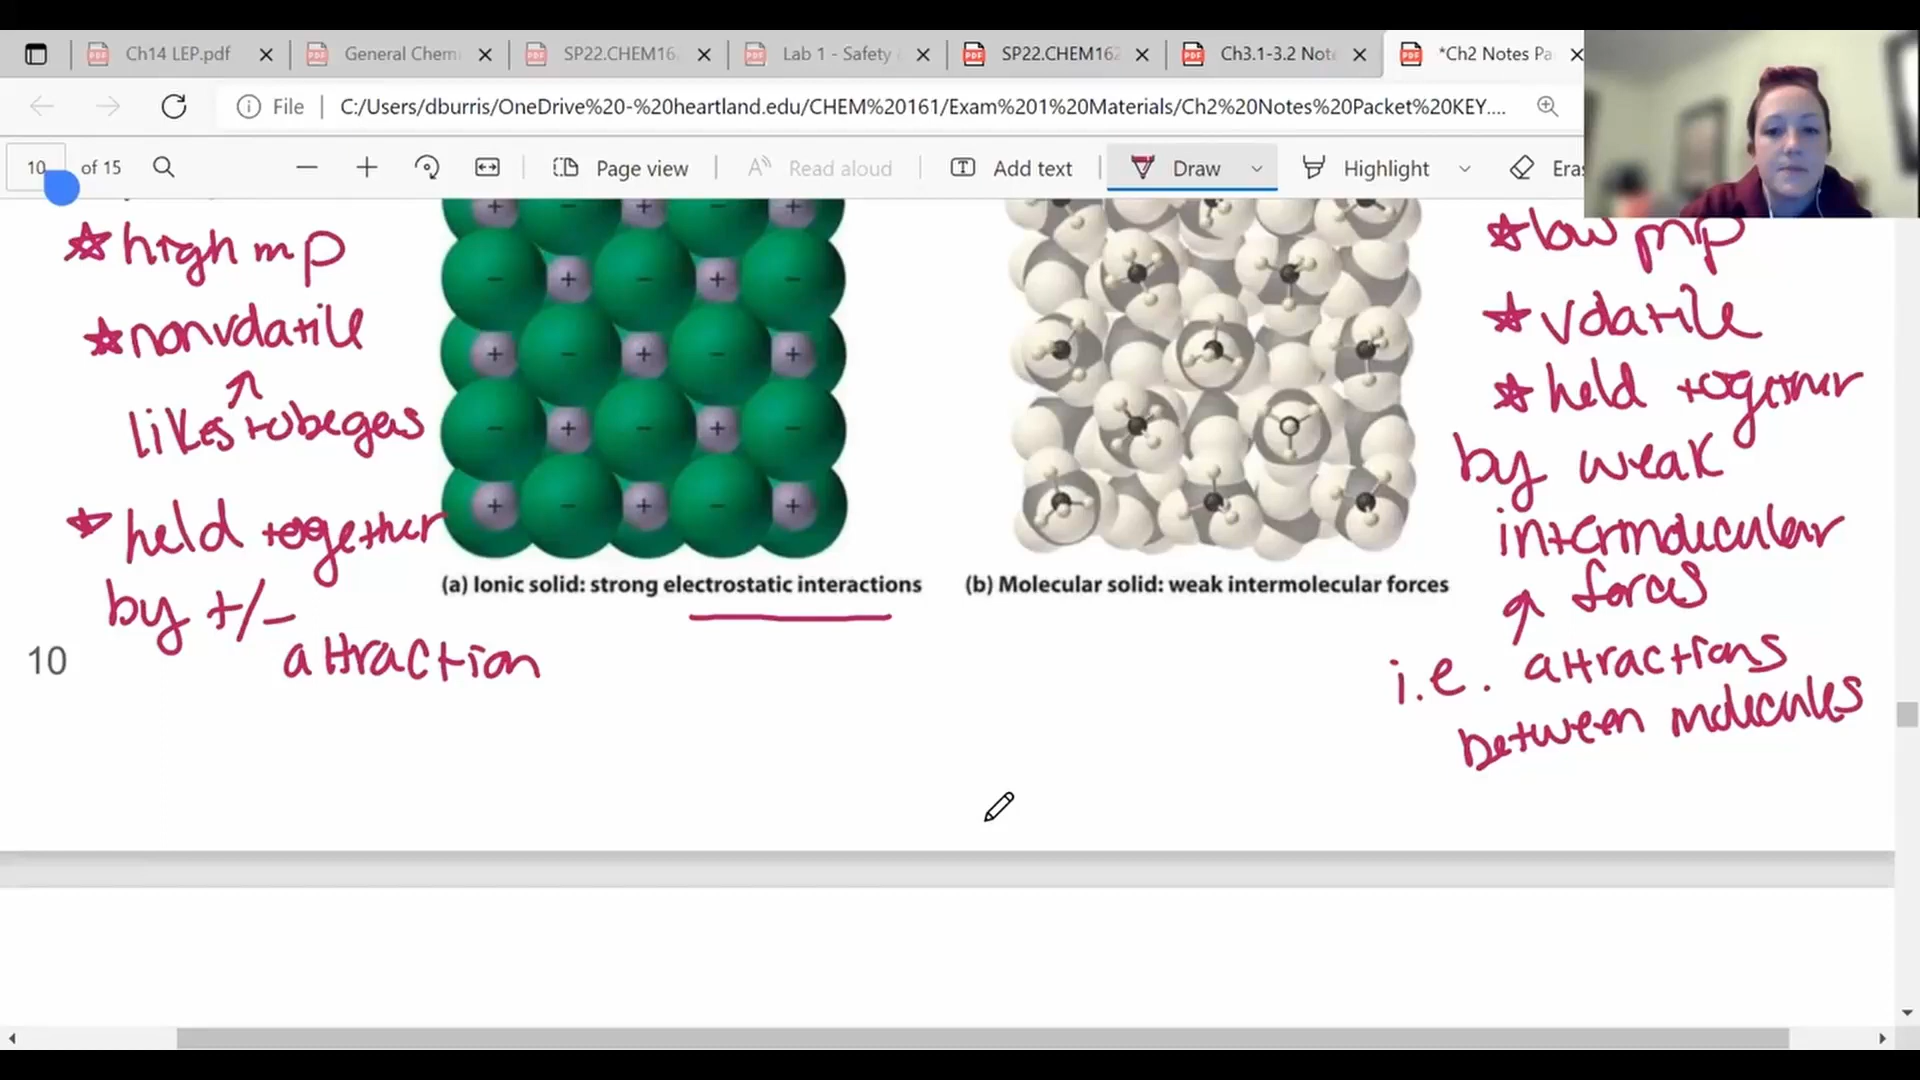 Ch14 LEP.pdf
General Chemi
SP22.CHEM16
Lab 1 - Safety
SP22.CHEM162
Ch3.1-3.2 Note
*Ch2 Notes Pa
File
C:/Users/dburris/OneDrive%20-%20heartland.edu/CHEM%20161/Exam%201%20Materials/Ch2%20Notes%20Packet%20KEY....
10 of 15
Page view
Read aloud
Add text
Draw
Highlight
Eras
high mp
nonvolatile
likes to be gas
held together
by +/-
attraction
(a) Ionic solid: strong electrostatic interactions
(b) Molecular solid: weak intermolecular forces
low mp
volatile
held together
by weak
intermolecular
forces
i.e. attractions
between molecules
10